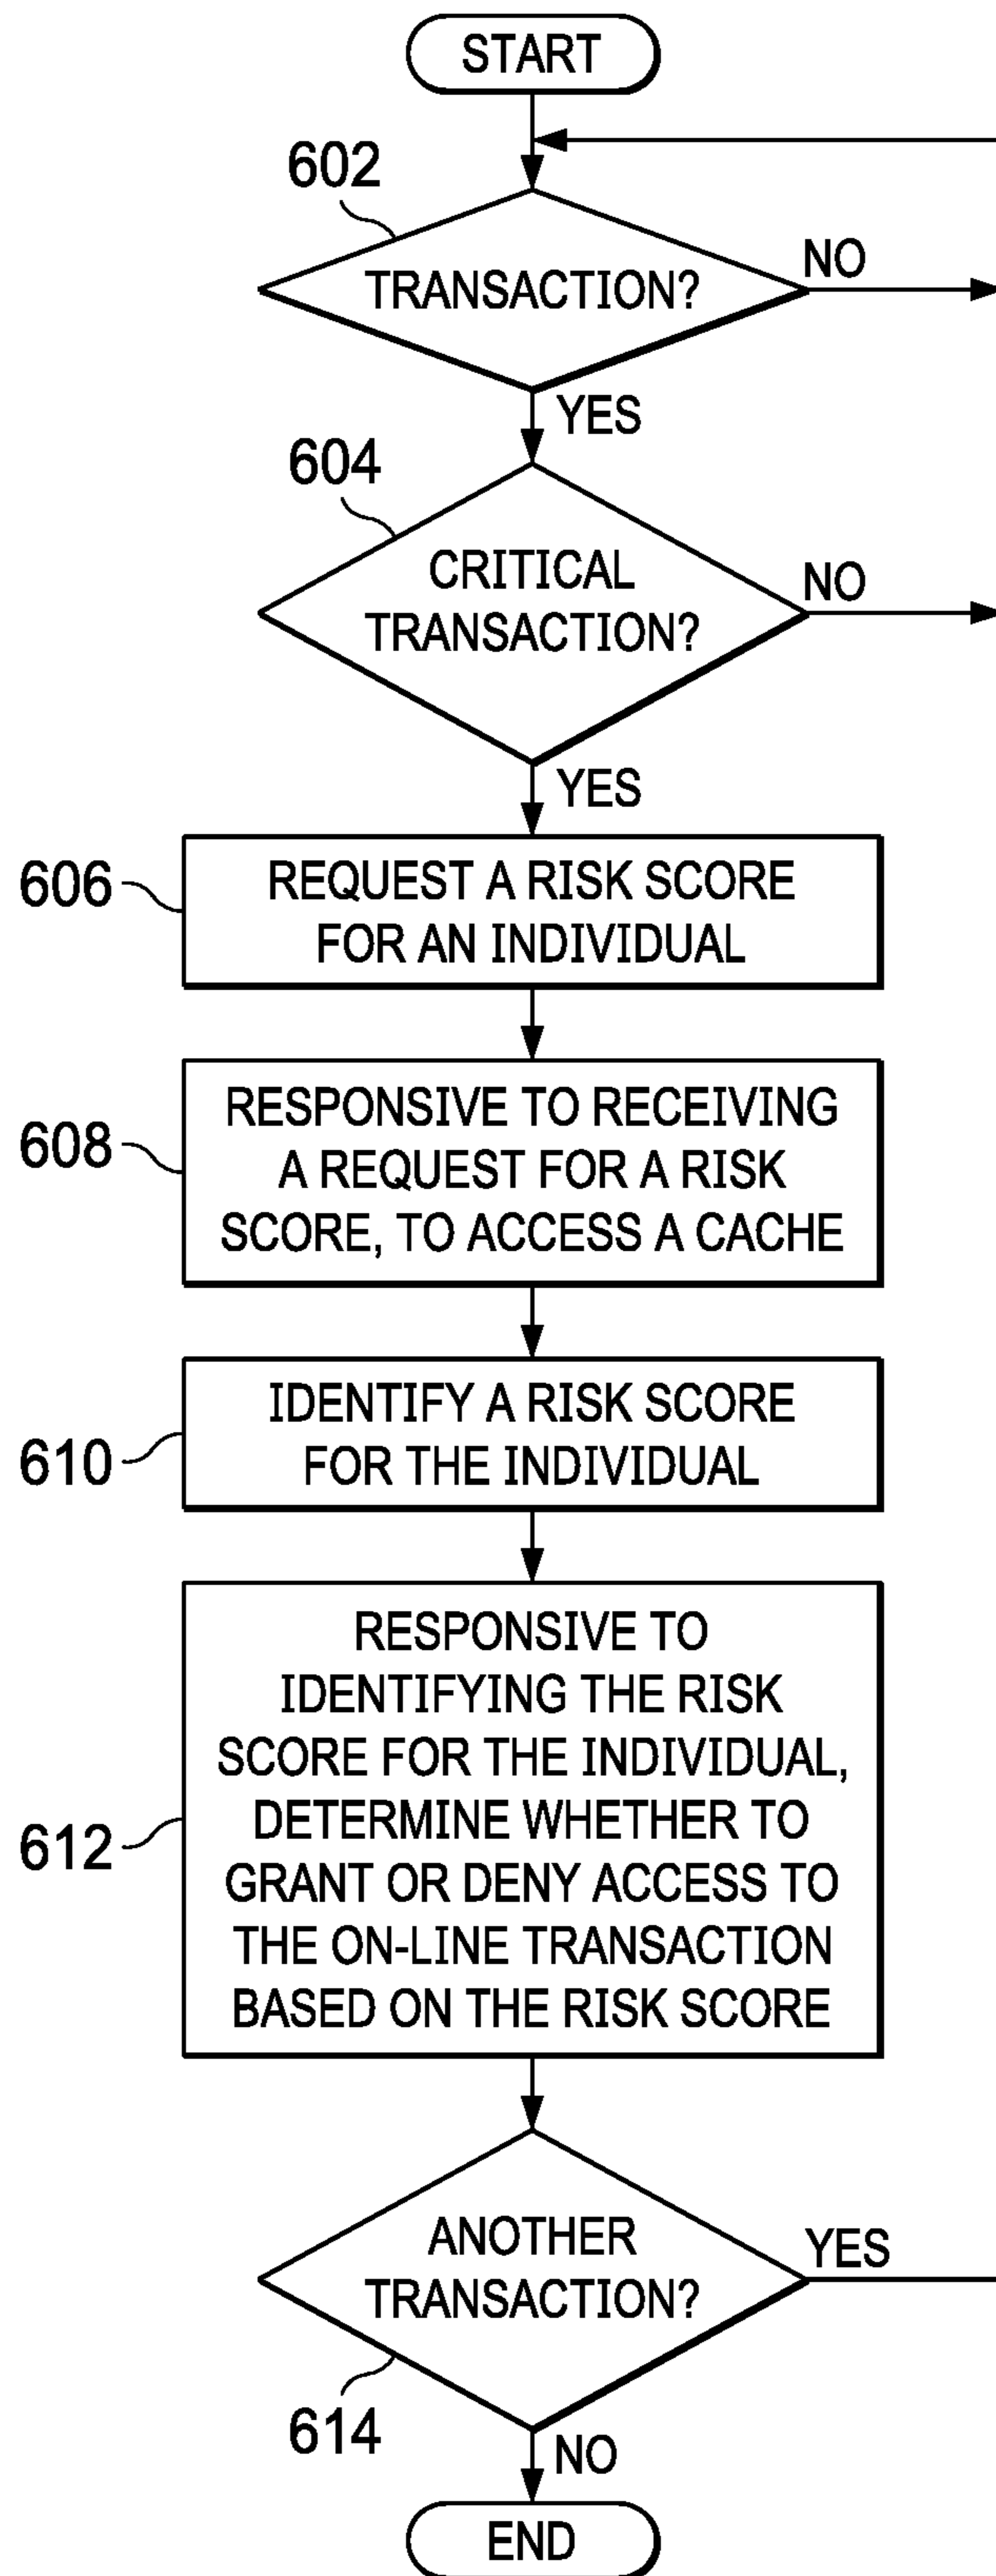 START
602
TRANSACTION?
NO
YES
604
CRITICAL
TRANSACTION?
NO
YES
606
REQUEST A RISK SCORE
FOR AN INDIVIDUAL
608
RESPONSIVE TO RECEIVING
A REQUEST FOR A RISK
SCORE, TO ACCESS A CACHE
610
IDENTIFY A RISK SCORE
FOR THE INDIVIDUAL
612
RESPONSIVE TO
IDENTIFYING THE RISK
SCORE FOR THE INDIVIDUAL,
DETERMINE WHETHER TO
GRANT OR DENY ACCESS TO
THE ON-LINE TRANSACTION
BASED ON THE RISK SCORE
ANOTHER
TRANSACTION?
YES
614
NO
END